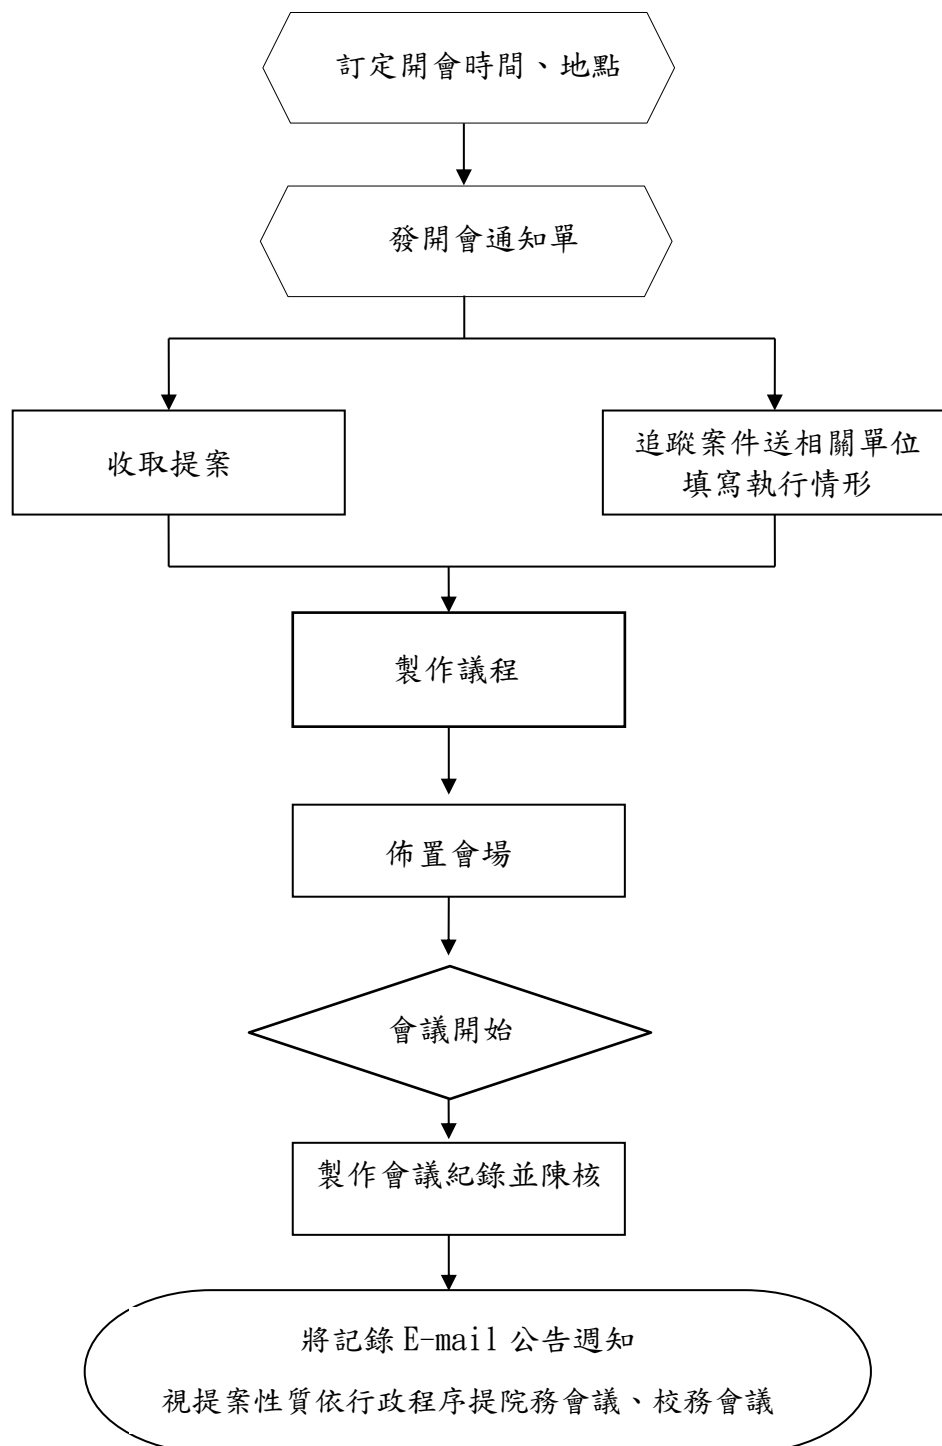 訂定開會時間、地點
發開會通知單
收取提案
追蹤案件送相關單位
填寫執行情形
製作議程
佈置會場
會議開始
製作會議紀錄並陳核
將記錄 E-mail 公告週知
視提案性質依行政程序提院務會議、校務會議